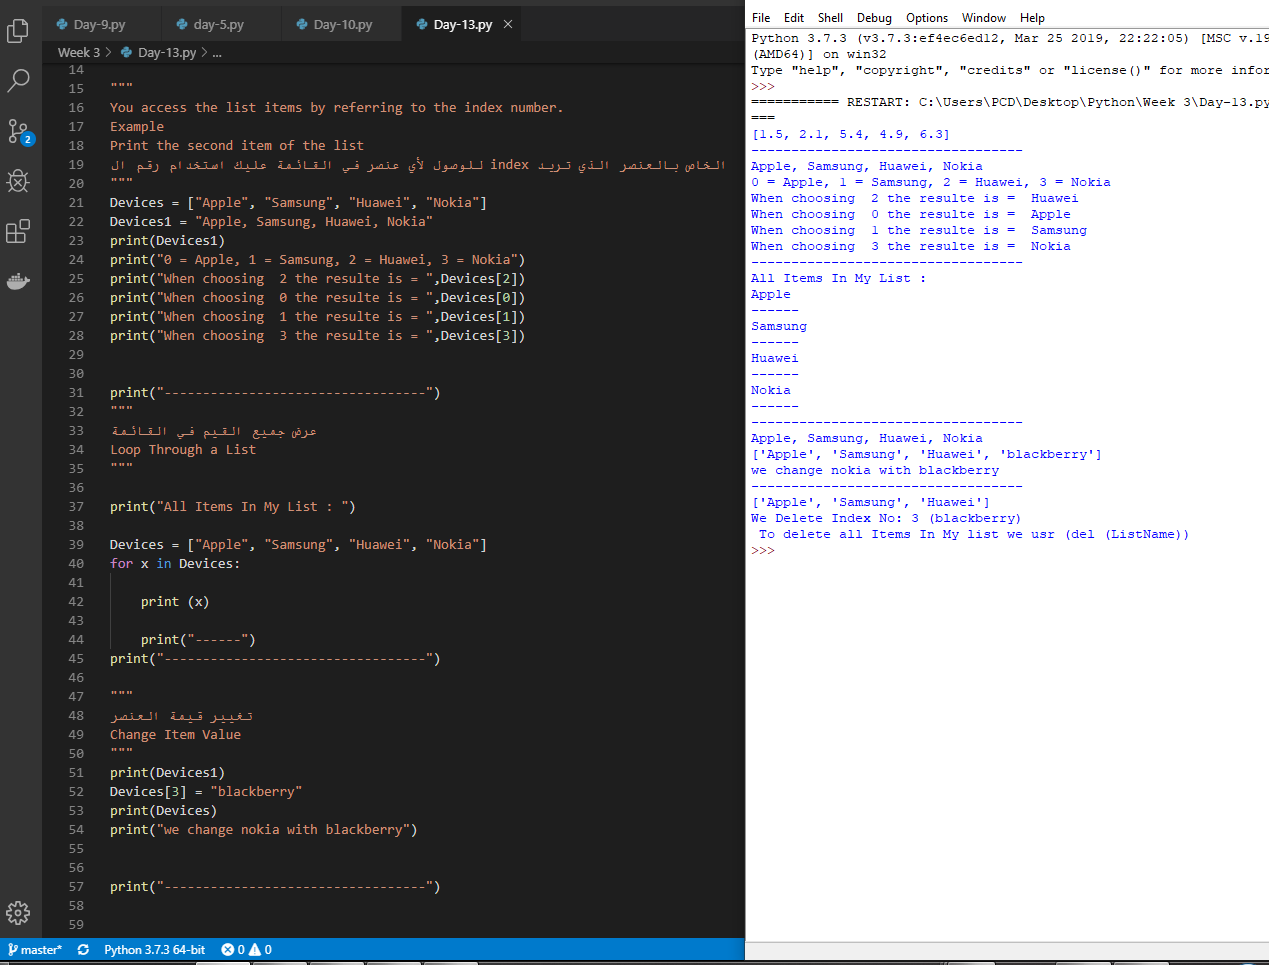 Day-9.py
day-5.py
Day-10.py
Day-13.py
Week 3 > Day-13.py > ...
14
15 """
16 You access the list items by referring to the index number.
17 Example
18 Print the second item of the list
19 للوصول لأي عنصر في القائمة عليك استخدام رقم ال index الخاص بالعنصر الذي تريد
20 """
21 Devices = ["Apple", "Samsung", "Huawei", "Nokia"]
22 Devices1 = "Apple, Samsung, Huawei, Nokia"
23 print(Devices1)
24 print("0 = Apple, 1 = Samsung, 2 = Huawei, 3 = Nokia")
25 print("When choosing  2 the resulte is = ",Devices[2])
26 print("When choosing  0 the resulte is = ",Devices[0])
27 print("When choosing  1 the resulte is = ",Devices[1])
28 print("When choosing  3 the resulte is = ",Devices[3])
29
30
31 print("----------------------------------")
32 """
33 عرض جميع القيم في القائمة
34 Loop Through a List
35 """
36
37 print("All Items In My List : ")
38
39 Devices = ["Apple", "Samsung", "Huawei", "Nokia"]
40 for x in Devices:
41
42     print (x)
43
44     print("------")
45 print("----------------------------------")
46
47 """
48 تغيير قيمة العنصر
49 Change Item Value
50 """
51 print(Devices1)
52 Devices[3] = "blackberry"
53 print(Devices)
54 print("we change nokia with blackberry")
55
56
57 print("----------------------------------")
58
59
2
master*
Python 3.7.3 64-bit
0
0
File Edit Shell Debug Options Window Help
Python 3.7.3 (v3.7.3:ef4ec6ed12, Mar 25 2019, 22:22:05) [MSC v.19
(AMD64)] on win32
Type "help", "copyright", "credits" or "license()" for more infor
>>>
=========== RESTART: C:\Users\PCD\Desktop\Python\Week 3\Day-13.py
===
[1.5, 2.1, 5.4, 4.9, 6.3]
----------------------------------
Apple, Samsung, Huawei, Nokia
0 = Apple, 1 = Samsung, 2 = Huawei, 3 = Nokia
When choosing  2 the resulte is =  Huawei
When choosing  0 the resulte is =  Apple
When choosing  1 the resulte is =  Samsung
When choosing  3 the resulte is =  Nokia
----------------------------------
All Items In My List :
Apple
------
Samsung
------
Huawei
------
Nokia
------
----------------------------------
Apple, Samsung, Huawei, Nokia
['Apple', 'Samsung', 'Huawei', 'blackberry']
we change nokia with blackberry
----------------------------------
['Apple', 'Samsung', 'Huawei']
We Delete Index No: 3 (blackberry)
 To delete all Items In My list we usr (del (ListName))
>>>